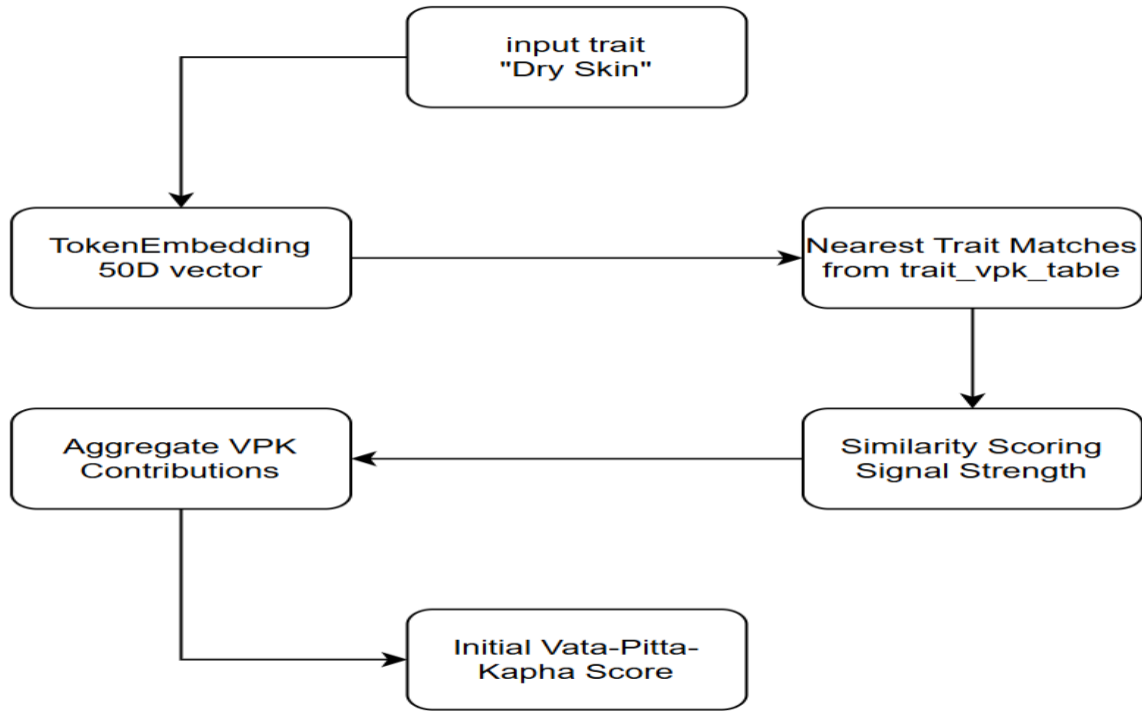 input trait
"Dry Skin"
TokenEmbedding
50D vector
Nearest Trait Matches
from trait_vpk_table
Similarity Scoring
Signal Strength
Aggregate VPK
Contributions
Initial Vata-Pitta-
Kapha Score